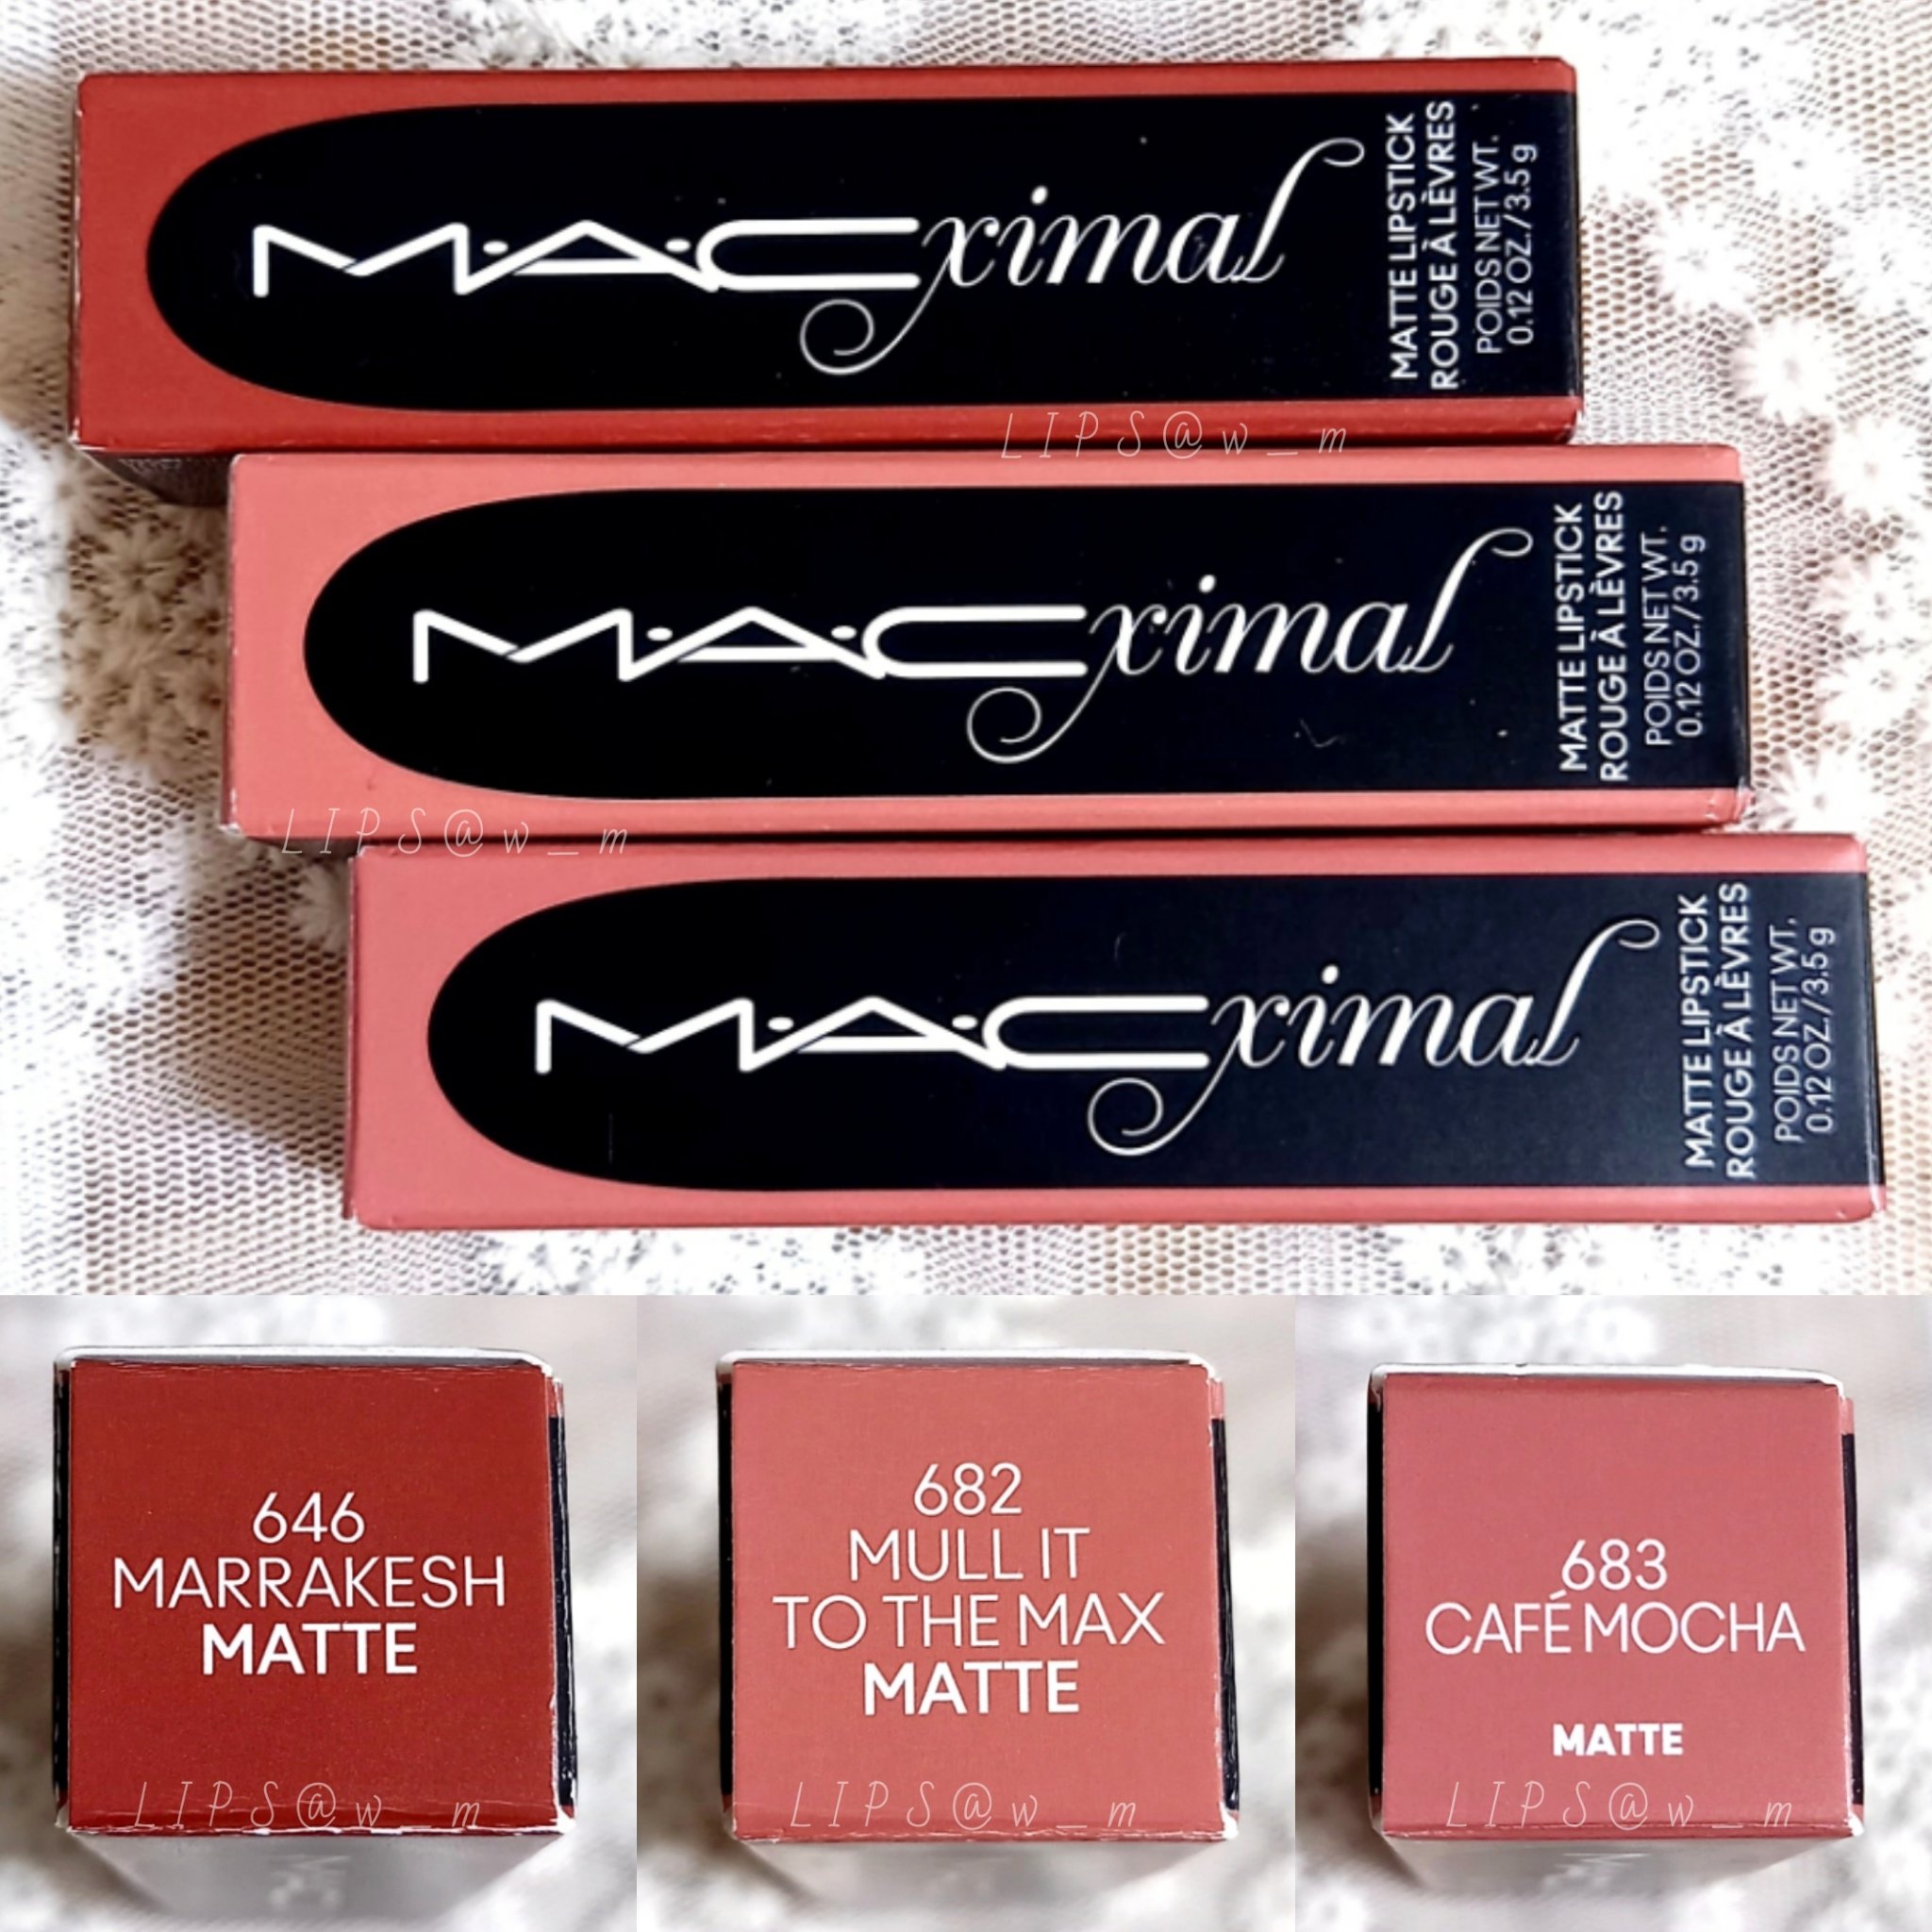 M·A·Cximal
MATTE LIPSTICK
ROUGE À LÈVRES
POIDS NET WT.
0.12 OZ./3.5 g
LIPS@w_m
M·A·Cximal
MATTE LIPSTICK
ROUGE À LÈVRES
POIDS NET WT.
0.12 OZ./3.5 g
LIPS@w_m
M·A·Cximal
MATTE LIPSTICK
ROUGE À LÈVRES
POIDS NET WT.
0.12 OZ./3.5 g
646
MARRAKESH
MATTE
LIPS@w_m
682
MULL IT
TO THE MAX
MATTE
LIPS@w_m
683
CAFÉ MOCHA
MATTE
LIPS@w_m